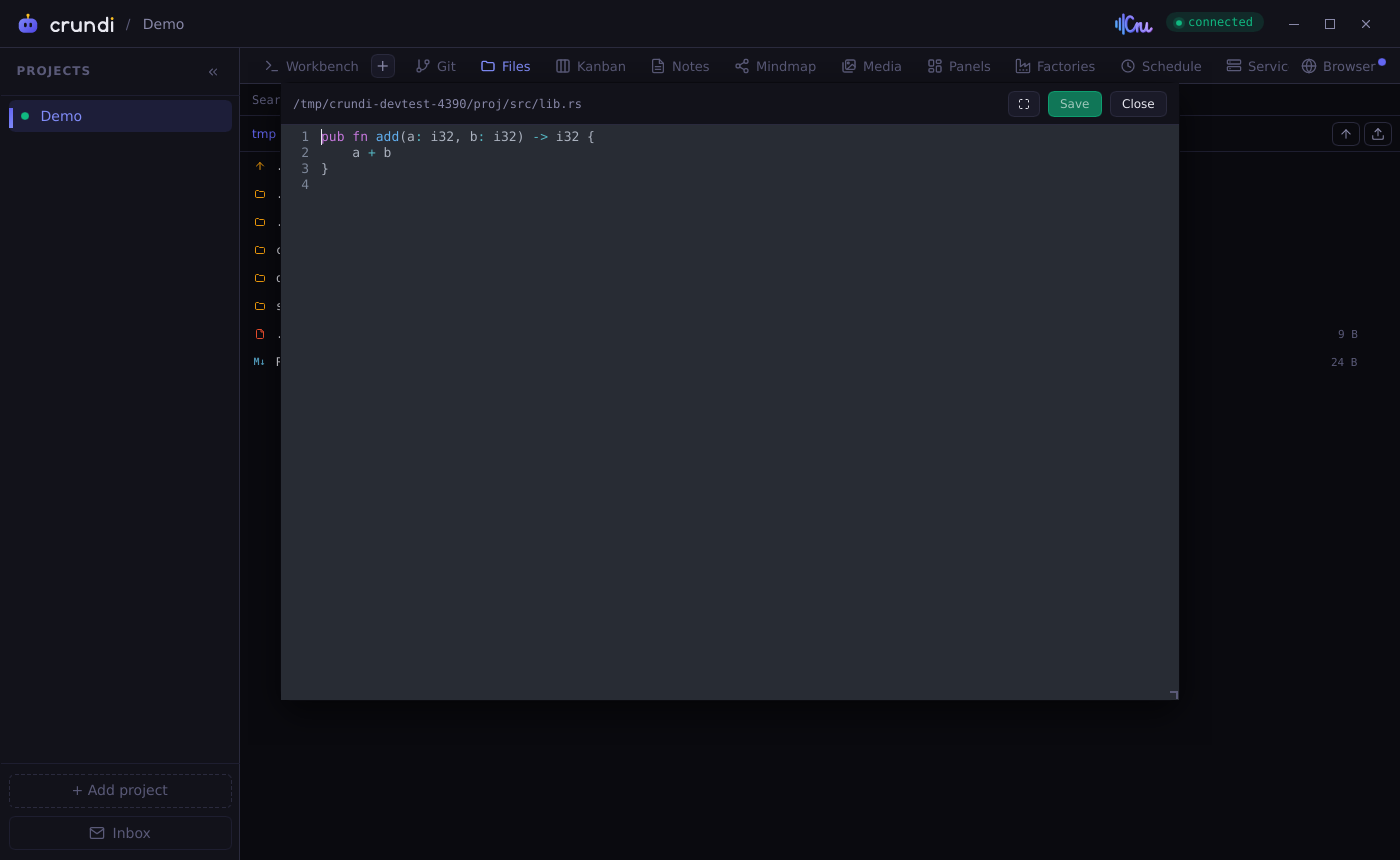 crundi / Demo
Cru
connected
PROJECTS
«
Workbench
+
Git
Files
Kanban
Notes
Mindmap
Media
Panels
Factories
Schedule
Servic
Browser
Demo
Sear
/tmp/crundi-devtest-4390/proj/src/lib.rs
Save
Close
tmp
1 pub fn add(a: i32, b: i32) -> i32 {
2     a + b
3 }
4
9 B
M↓
24 B
+ Add project
Inbox